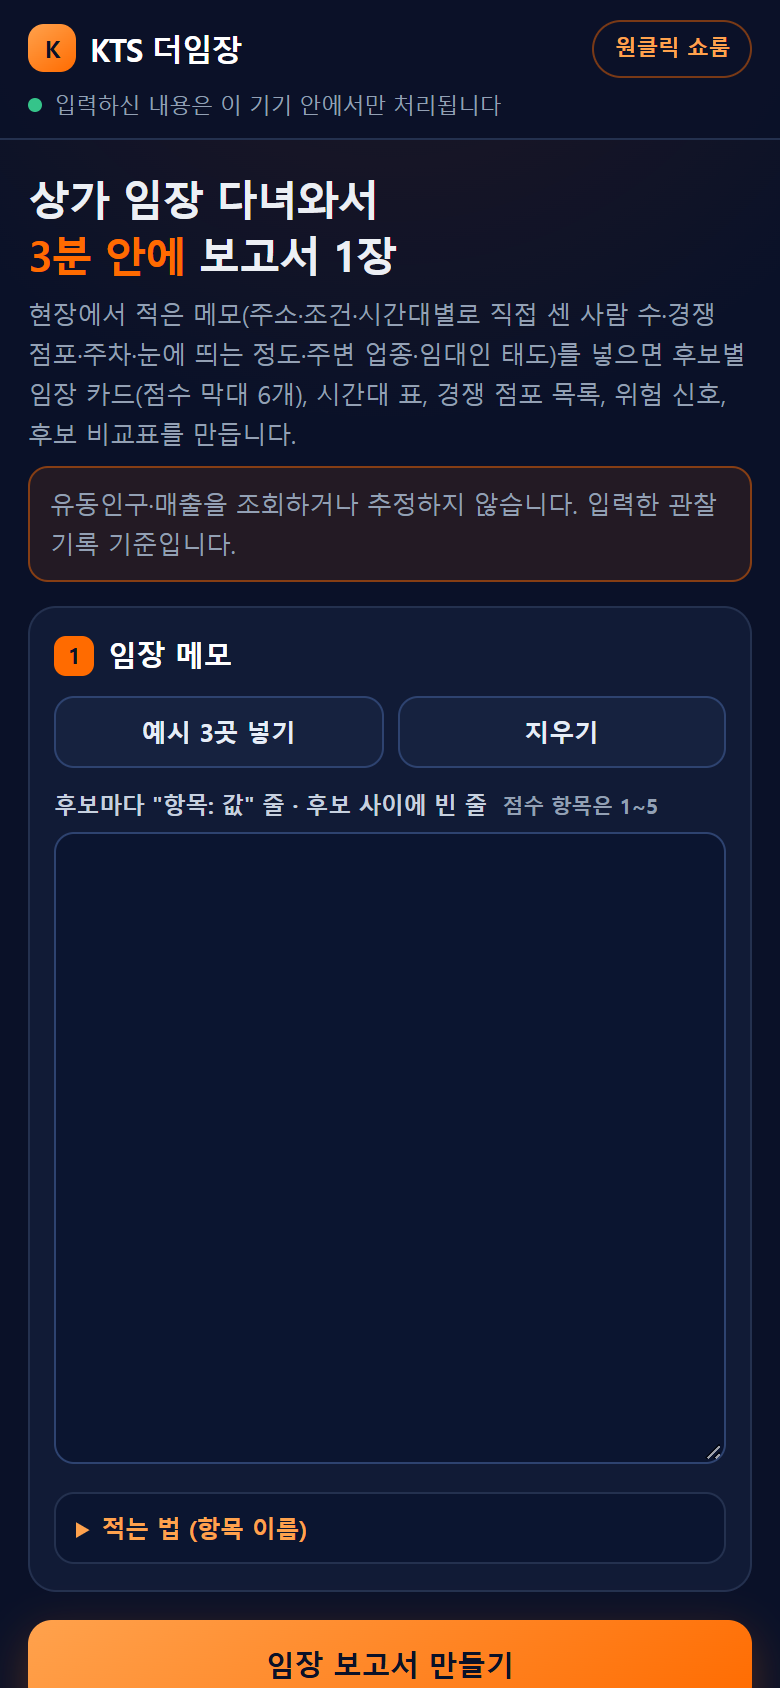 K
KTS 더임장
원클릭 쇼룸
입력하신 내용은 이 기기 안에서만 처리됩니다
상가 임장 다녀와서
3분 안에 보고서 1장
현장에서 적은 메모(주소·조건·시간대별로 직접 센 사람 수·경쟁
점포·주차·눈에 띄는 정도·주변 업종·임대인 태도)를 넣으면 후보별
임장 카드(점수 막대 6개), 시간대 표, 경쟁 점포 목록, 위험 신호,
후보 비교표를 만듭니다.
유동인구·매출을 조회하거나 추정하지 않습니다. 입력한 관찰
기록 기준입니다.
1 임장 메모
예시 3곳 넣기
지우기
후보마다 "항목: 값" 줄 · 후보 사이에 빈 줄 점수 항목은 1~5
▶ 적는 법 (항목 이름)
임장 보고서 만들기